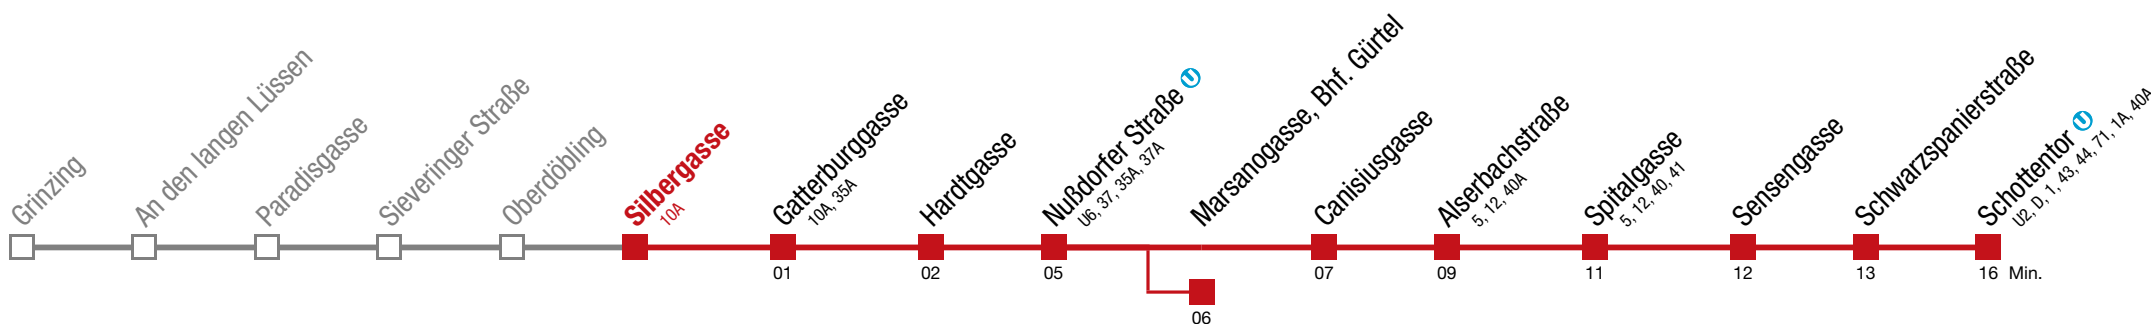 Grinzing
An den langen Lüssen
Paradisgasse
Sieveringer Straße
Oberdöbling
Silbergasse
10A
Gatterburggasse
10A, 35A
Hardtgasse
Nußdorfer Straße U
U6, 37, 35A, 37A
Marsanogasse, Bhf. Gürtel
Canisiusgasse
Alserbachstraße
5, 12, 40A
Spitalgasse
5, 12, 40, 41
Sensengasse
Schwarzspanierstraße
Schottentor U
U2, D, 1, 43, 44, 71, 1A, 40A
01
02
05
06
07
09
11
12
13
16 Min.